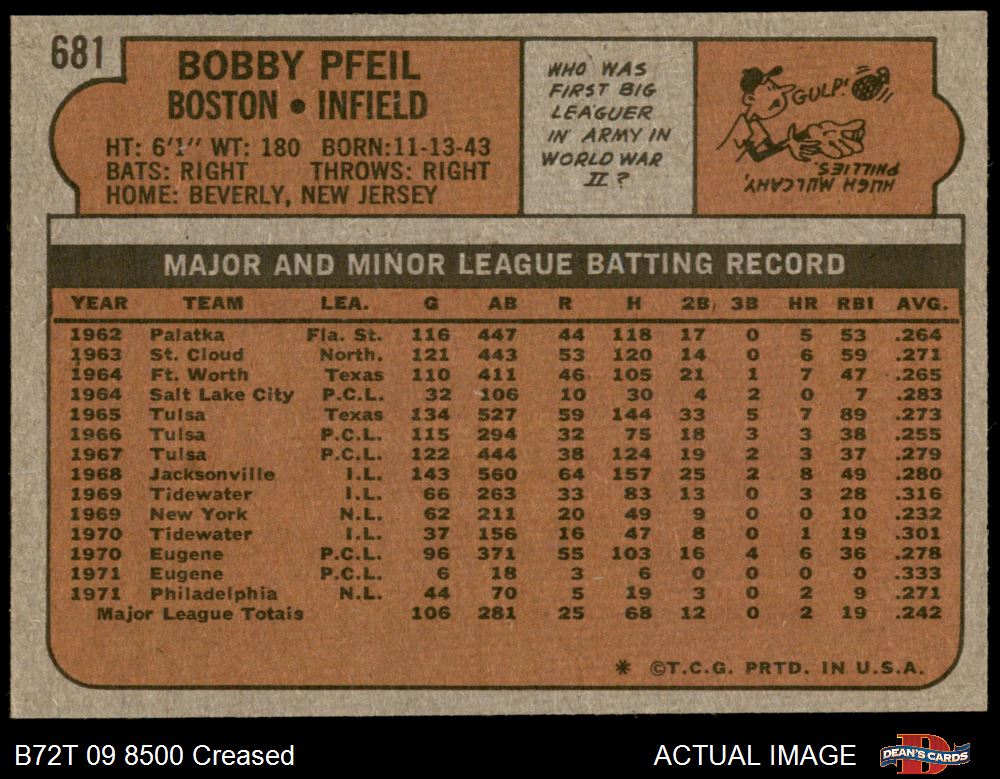 681
BOBBY PFEIL
BOSTON • INFIELD
HT: 6'1" WT: 180 BORN:11-13-43
BATS: RIGHT THROWS: RIGHT
HOME: BEVERLY, NEW JERSEY
WHO WAS
FIRST BIG
LEAGUER
IN ARMY IN
WORLD WAR
II?
GULP!
HUGH MULCAHY,
PHILLIES.
MAJOR AND MINOR LEAGUE BATTING RECORD
YEAR TEAM LEA. G AB R H 2B 3B HR RBI AVG.
1962 Palatka Fla. St. 116 447 44 118 17 0 5 53 .264
1963 St. Cloud North. 121 443 53 120 14 0 6 59 .271
1964 Ft. Worth Texas 110 411 46 105 21 1 7 47 .265
1964 Salt Lake City P.C.L. 32 106 10 30 4 2 0 7 .283
1965 Tulsa Texas 134 527 59 144 33 5 7 89 .273
1966 Tulsa P.C.L. 115 294 32 75 18 3 3 38 .255
1967 Tulsa P.C.L. 122 444 38 124 19 2 3 37 .279
1968 Jacksonville I.L. 143 560 64 157 25 2 8 49 .280
1969 Tidewater I.L. 66 263 33 83 13 0 3 28 .316
1969 New York N.L. 62 211 20 49 9 0 0 10 .232
1970 Tidewater I.L. 37 156 16 47 8 0 1 19 .301
1970 Eugene P.C.L. 96 371 55 103 16 4 6 36 .278
1971 Eugene P.C.L. 6 18 3 6 0 0 0 0 .333
1971 Philadelphia N.L. 44 70 5 19 3 0 2 9 .271
Major League Totals 106 281 25 68 12 0 2 19 .242
* ©T.C.G. PRTD. IN U.S.A.
B72T 09 8500 Creased
ACTUAL IMAGE
DEAN'S CARDS